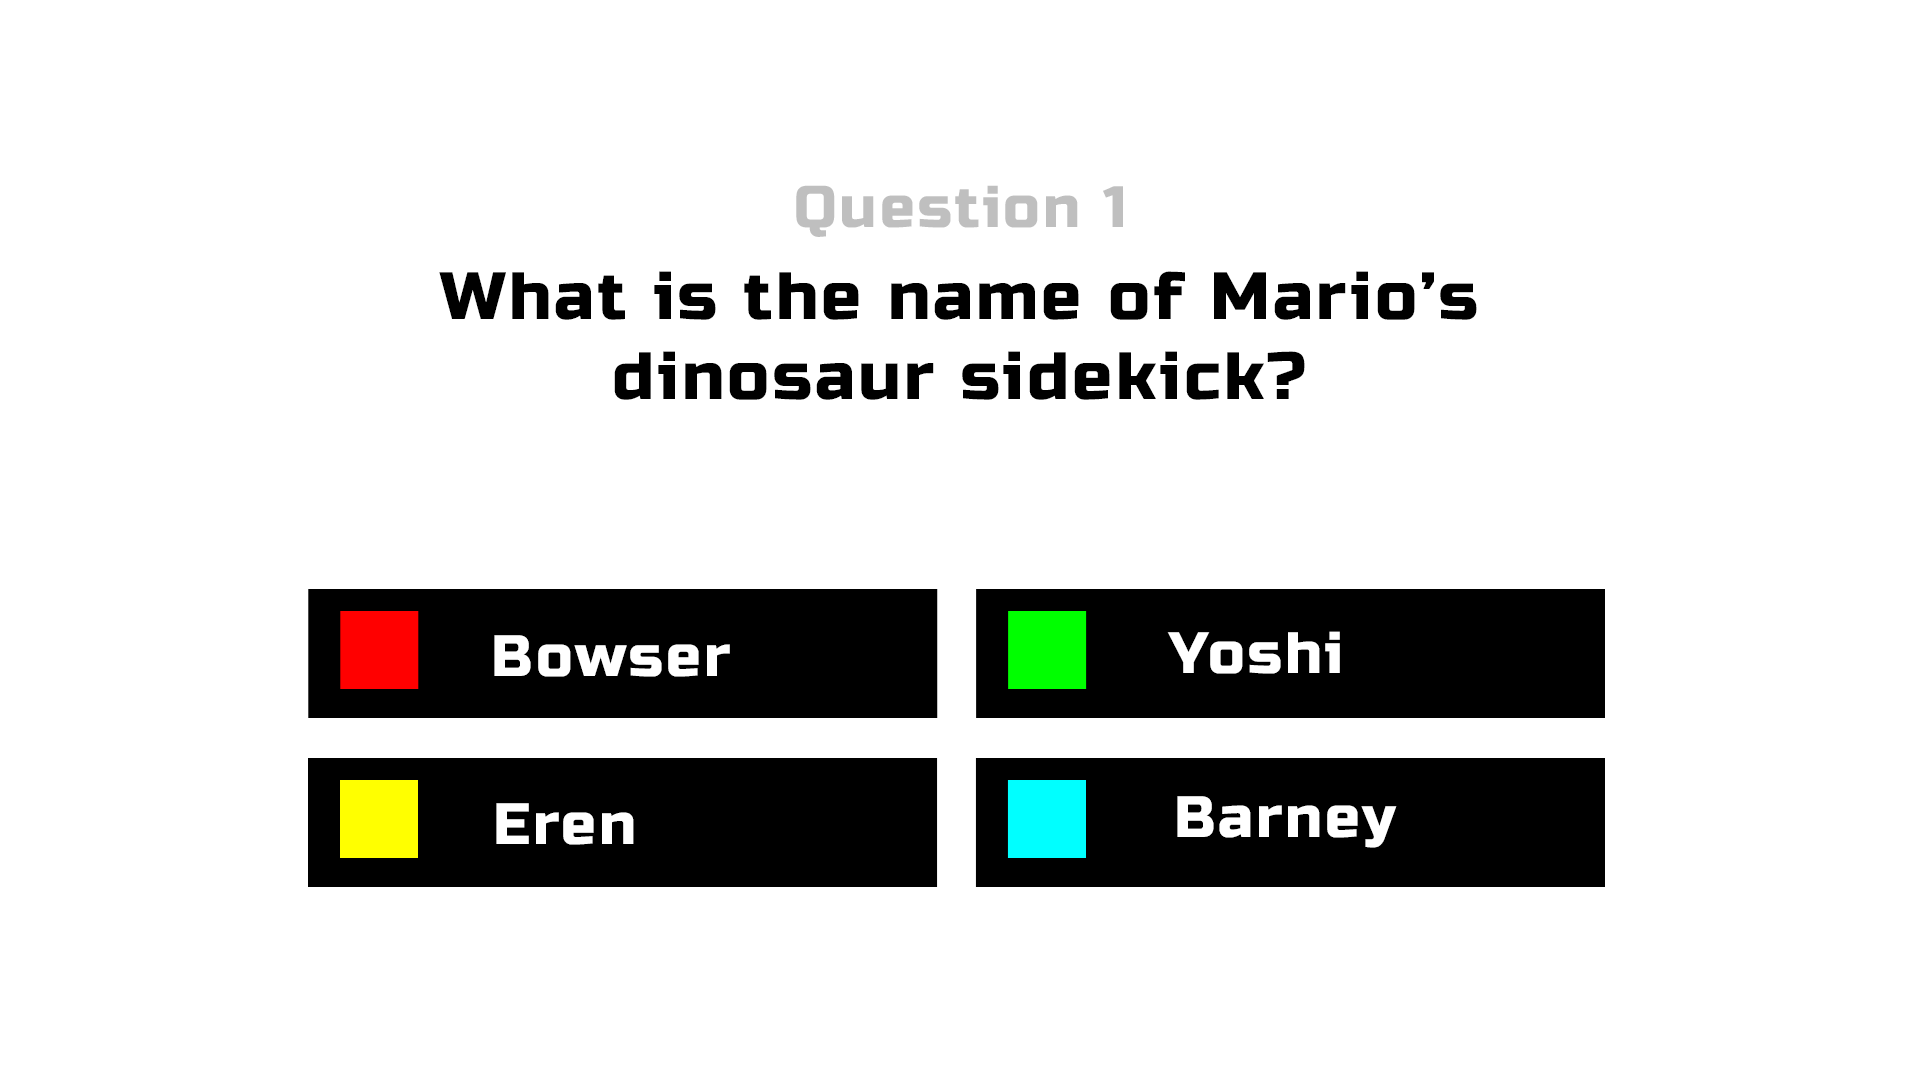 Question 1
What is the name of Mario’s
dinosaur sidekick?
Bowser
Yoshi
Eren
Barney